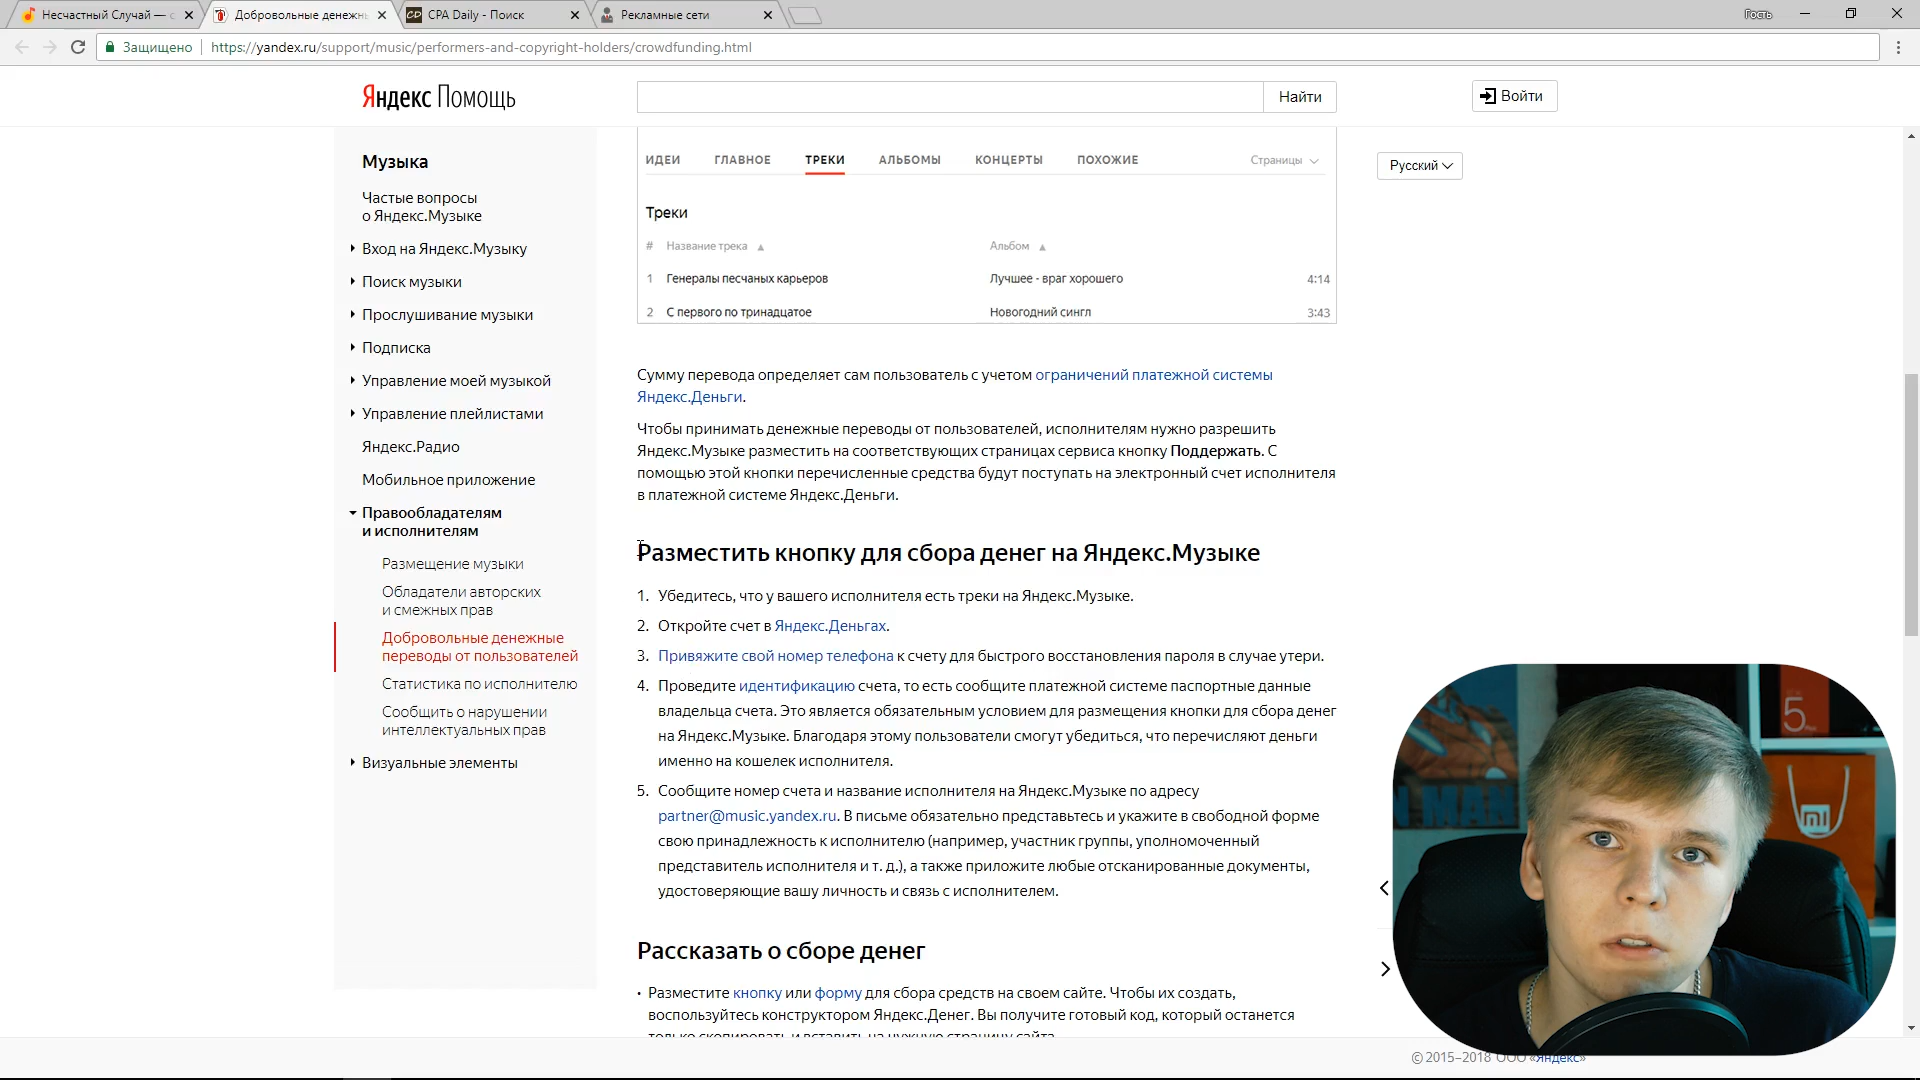 Несчастный Случай — с
Добровольные денежн
CPA Daily - Поиск
Рекламные сети
Гость
Защищено
https://yandex.ru/support/music/performers-and-copyright-holders/crowdfunding.html
Яндекс Помощь
Найти
Войти
Музыка
Частые вопросы
о Яндекс.Музыке
Вход на Яндекс.Музыку
Поиск музыки
Прослушивание музыки
Подписка
Управление моей музыкой
Управление плейлистами
Яндекс.Радио
Мобильное приложение
Правообладателям
и исполнителям
Размещение музыки
Обладатели авторских
и смежных прав
Добровольные денежные
переводы от пользователей
Статистика по исполнителю
Сообщить о нарушении
интеллектуальных прав
Визуальные элементы
ИДЕИ ГЛАВНОЕ ТРЕКИ АЛЬБОМЫ КОНЦЕРТЫ ПОХОЖИЕ Страницы
Русский
Треки
# Название трека Альбом
1 Генералы песчаных карьеров Лучшее - враг хорошего 4:14
2 С первого по тринадцатое Новогодний сингл 3:43
Сумму перевода определяет сам пользователь с учетом ограничений платежной системы
Яндекс.Деньги.
Чтобы принимать денежные переводы от пользователей, исполнителям нужно разрешить
Яндекс.Музыке разместить на соответствующих страницах сервиса кнопку Поддержать. С
помощью этой кнопки перечисленные средства будут поступать на электронный счет исполнителя
в платежной системе Яндекс.Деньги.
Разместить кнопку для сбора денег на Яндекс.Музыке
1. Убедитесь, что у вашего исполнителя есть треки на Яндекс.Музыке.
2. Откройте счет в Яндекс.Деньгах.
3. Привяжите свой номер телефона к счету для быстрого восстановления пароля в случае утери.
4. Проведите идентификацию счета, то есть сообщите платежной системе паспортные данные
владельца счета. Это является обязательным условием для размещения кнопки для сбора денег
на Яндекс.Музыке. Благодаря этому пользователи смогут убедиться, что перечисляют деньги
именно на кошелек исполнителя.
5. Сообщите номер счета и название исполнителя на Яндекс.Музыке по адресу
partner@music.yandex.ru. В письме обязательно представьтесь и укажите в свободной форме
свою принадлежность к исполнителю (например, участник группы, уполномоченный
представитель исполнителя и т. д.), а также приложите любые отсканированные документы,
удостоверяющие вашу личность и связь с исполнителем.
Рассказать о сборе денег
• Разместите кнопку или форму для сбора средств на своем сайте. Чтобы их создать,
воспользуйтесь конструктором Яндекс.Денег. Вы получите готовый код, который останется
только скопировать и вставить на нужную страницу сайта.
5
MAN
mi
© 2015–2018 ООО «Яндекс»